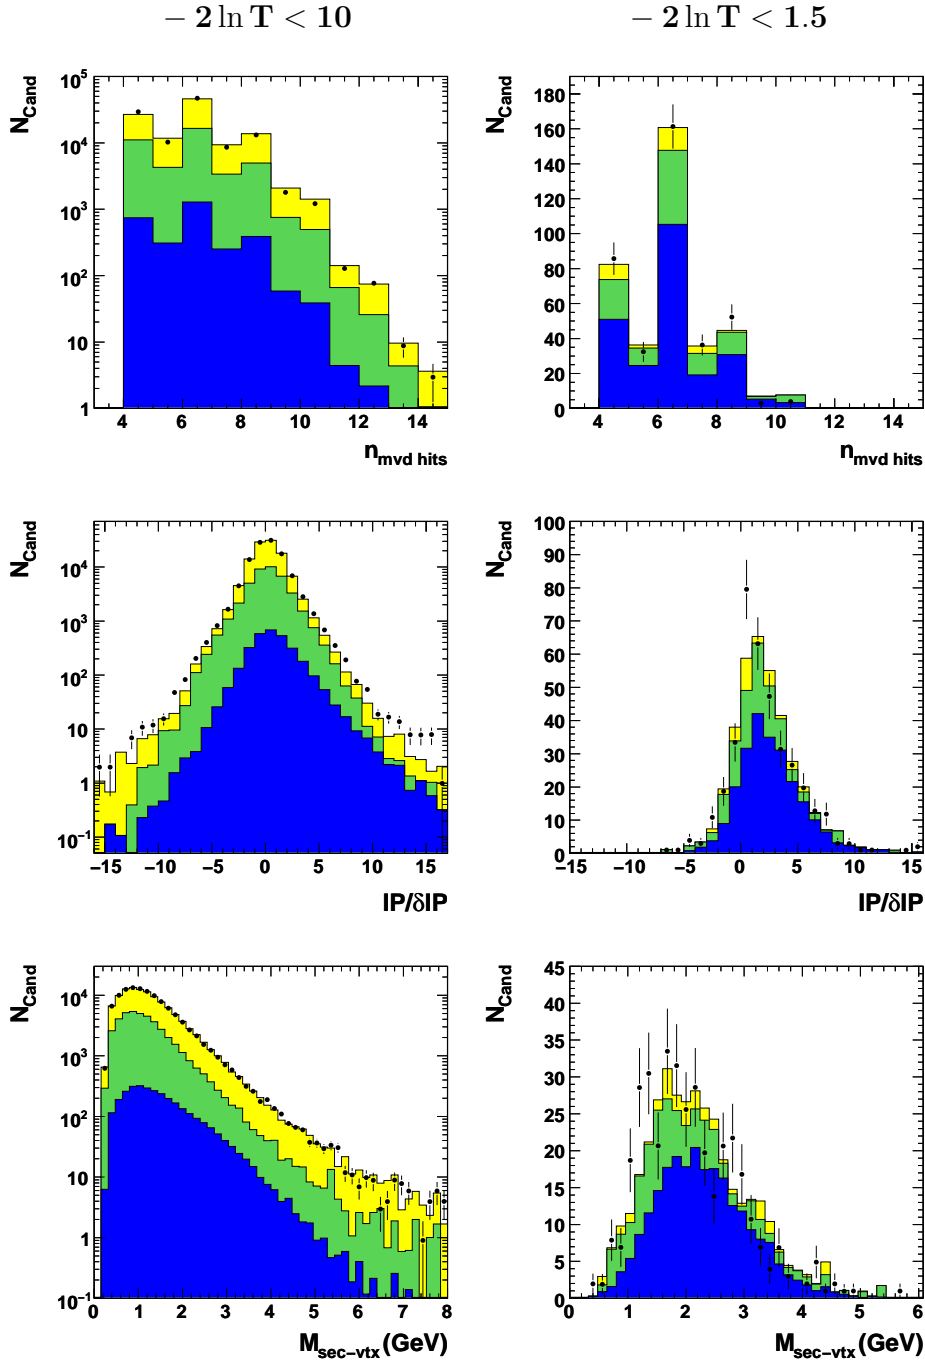 − 2 ln T < 10 − 2 ln T < 1.5
N_Cand
10^5
10^4
10^3
10^2
10
1
4 6 8 10 12 14
n_mvd hits
N_Cand
180
160
140
120
100
80
60
40
20
0
4 6 8 10 12 14
n_mvd hits
N_Cand
10^4
10^3
10^2
10
1
10^−1
−15 −10 −5 0 5 10 15
IP/δIP
N_Cand
100
90
80
70
60
50
40
30
20
10
0
−15 −10 −5 0 5 10 15
IP/δIP
N_Cand
10^4
10^3
10^2
10
1
10^−1
0 1 2 3 4 5 6 7 8
M_sec−vtx (GeV)
N_Cand
45
40
35
30
25
20
15
10
5
0
0 1 2 3 4 5 6
M_sec−vtx (GeV)